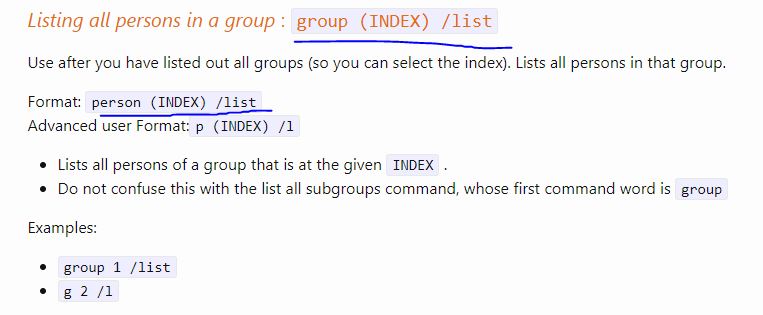 Listing all persons in a group : group (INDEX) /list
Use after you have listed out all groups (so you can select the index). Lists all persons in that group.
Format: person (INDEX) /list
Advanced user Format: p (INDEX) /l
• Lists all persons of a group that is at the given INDEX .
• Do not confuse this with the list all subgroups command, whose first command word is group
Examples:
• group 1 /list
• g 2 /l